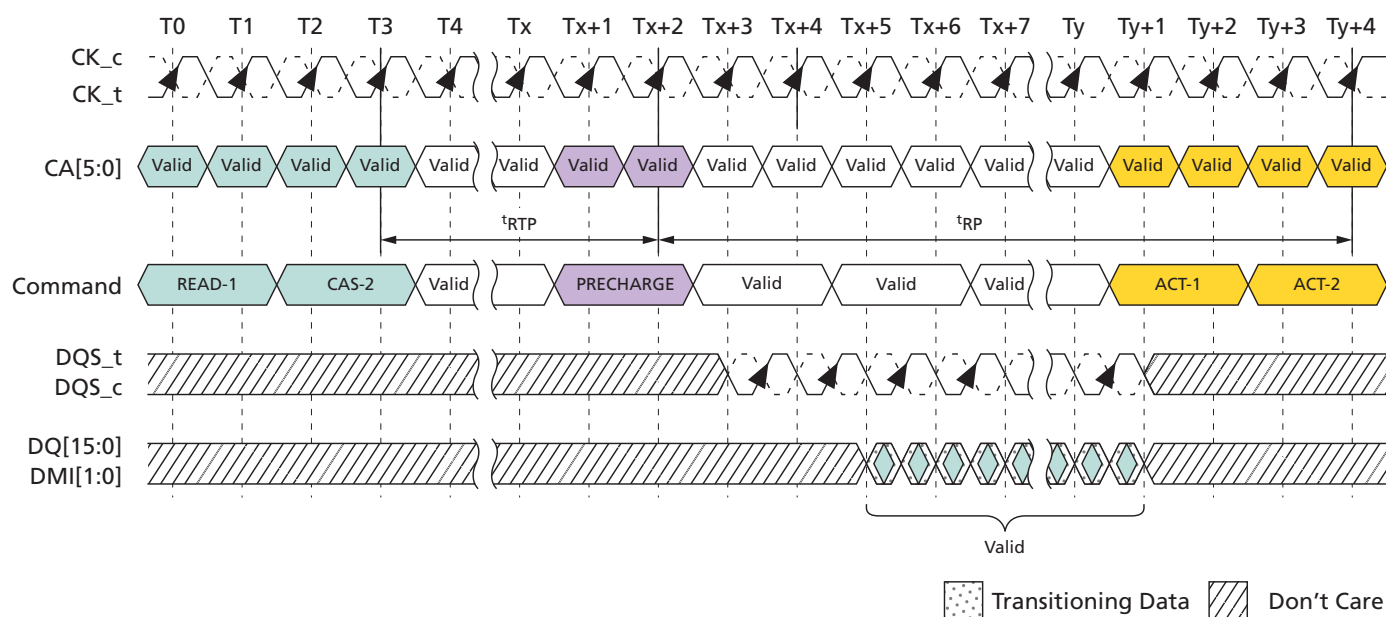 T0 T1 T2 T3 T4 Tx Tx+1 Tx+2 Tx+3 Tx+4 Tx+5 Tx+6 Tx+7 Ty Ty+1 Ty+2 Ty+3 Ty+4
CK_c
CK_t
CA[5:0] Valid Valid Valid Valid Valid Valid Valid Valid Valid Valid Valid Valid Valid Valid Valid Valid Valid Valid
tRTP tRP
Command READ-1 CAS-2 Valid PRECHARGE Valid Valid Valid ACT-1 ACT-2
DQS_t
DQS_c
DQ[15:0]
DMI[1:0]
Valid
Transitioning Data Don't Care